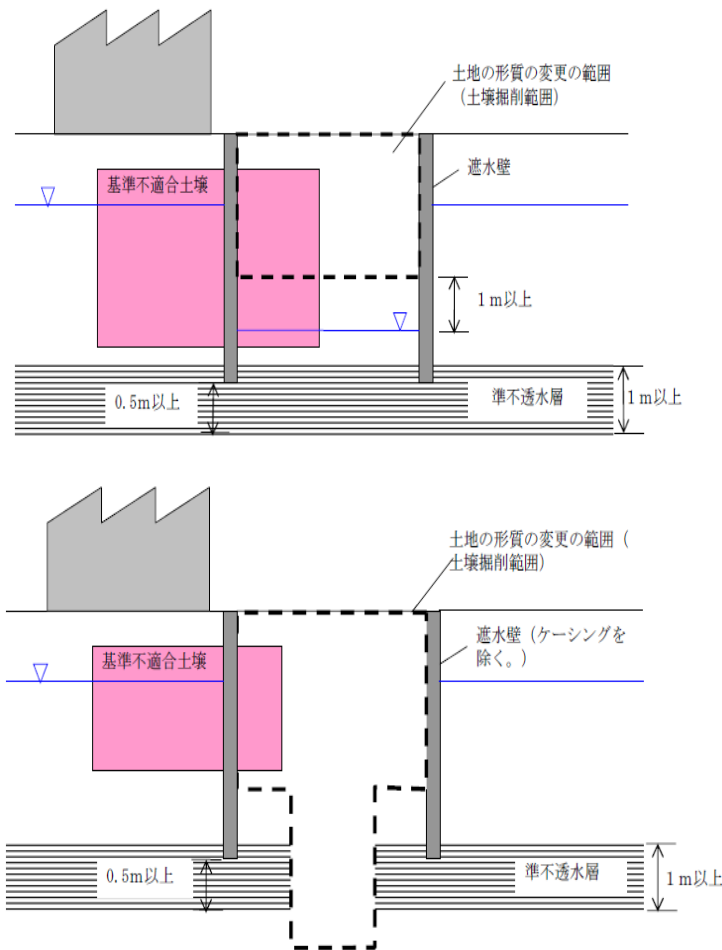 土地の形質の変更の範囲
（土壌掘削範囲）
遮水壁
基準不適合土壌
1m以上
0.5m以上
準不透水層
1m以上
土地の形質の変更の範囲（
土壌掘削範囲）
遮水壁（ケーシングを
除く。）
基準不適合土壌
0.5m以上
準不透水層
1m以上